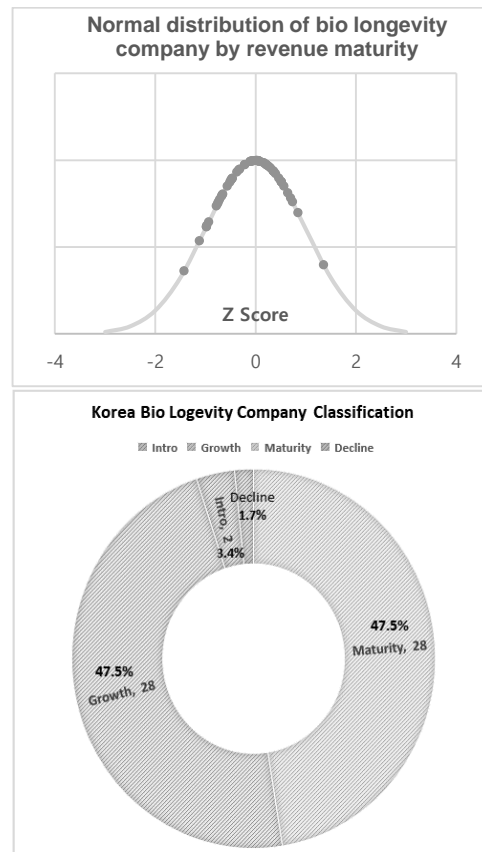 Normal distribution of bio longevity
company by revenue maturity
Z Score
-4
-2
0
2
4
Korea Bio Logevity Company Classification
Intro
Growth
Maturity
Decline
Decline
1.7%
Intro, 2
3.4%
47.5%
Maturity, 28
47.5%
Growth, 28